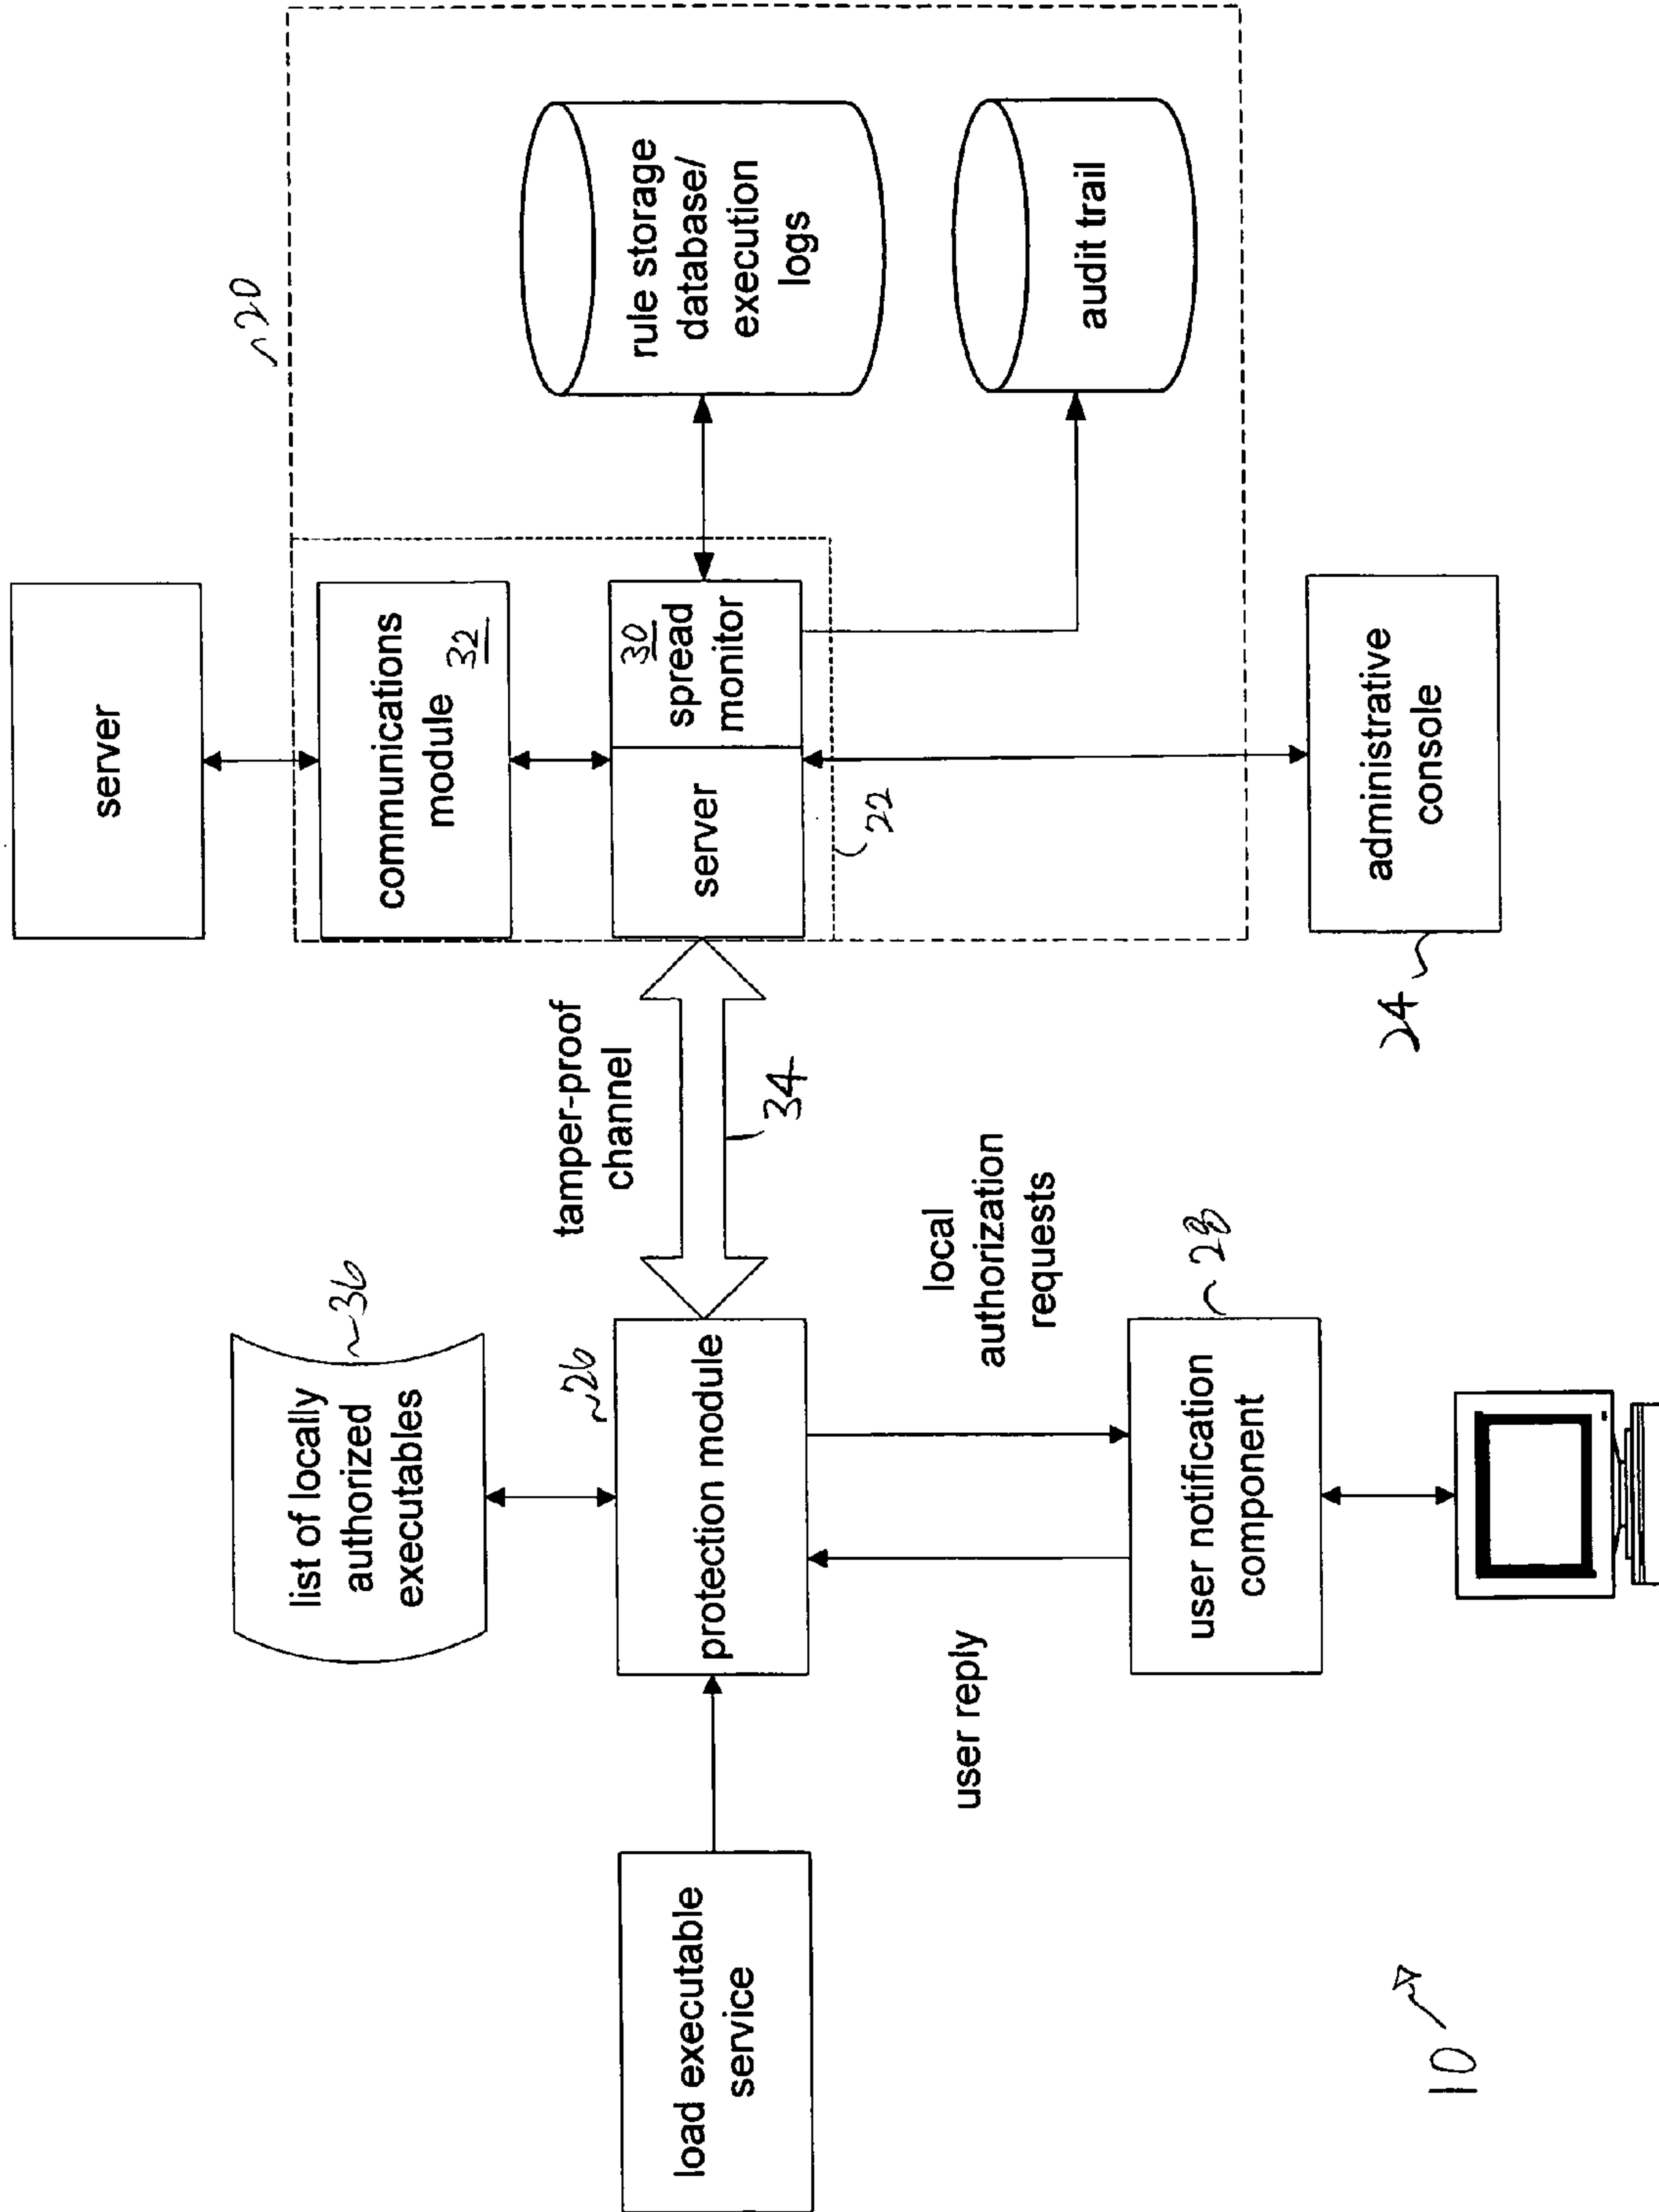 server
20
communications
module
32
rule storage
database/
execution
logs
30
spread
monitor
server
22
audit trail
administrative
console
24
tamper-proof
channel
34
list of locally
authorized
executables
36
26
protection module
local
authorization
requests
28
user notification
component
user reply
load executable
service
10